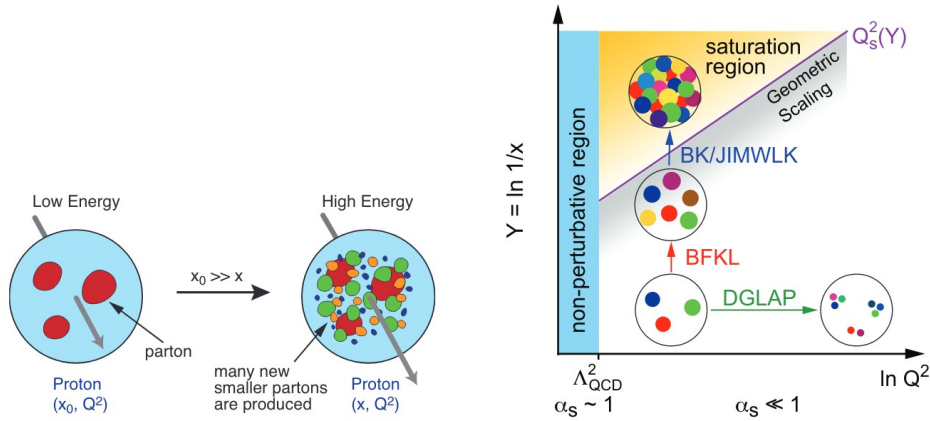 Low Energy
High Energy
x₀ >> x
parton
many new
smaller partons
are produced
Proton
(x₀, Q²)
Proton
(x, Q²)
Y = ln 1/x
non-perturbative region
saturation
region
Q²ₛ(Y)
Geometric
Scaling
BK/JIMWLK
BFKL
DGLAP
Λ²QCD
ln Q²
αₛ ~ 1
αₛ ≪ 1